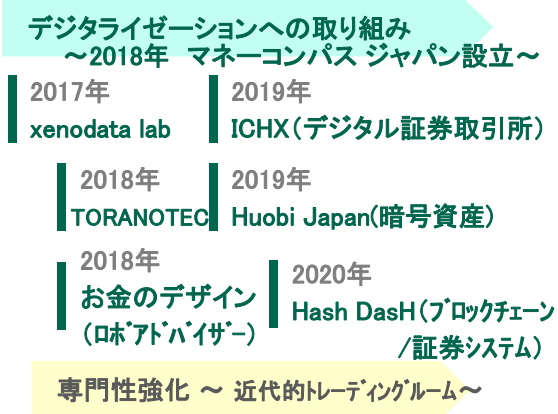 デジタライゼーションへの取り組み
～2018年　マネーコンパス ジャパン設立～
2017年
xenodata lab
2019年
ICHX（デジタル証券取引所）
2018年
TORANOTEC
2019年
Huobi Japan(暗号資産)
2018年
お金のデザイン
（ﾛﾎﾞｱﾄﾞﾊﾞｲｻﾞｰ）
2020年
Hash DasH（ﾌﾞﾛｯｸﾁｪｰﾝ
/証券ｼｽﾃﾑ）
専門性強化 ～ 近代的ﾄﾚｰﾃﾞｨﾝｸﾞﾙｰﾑ～